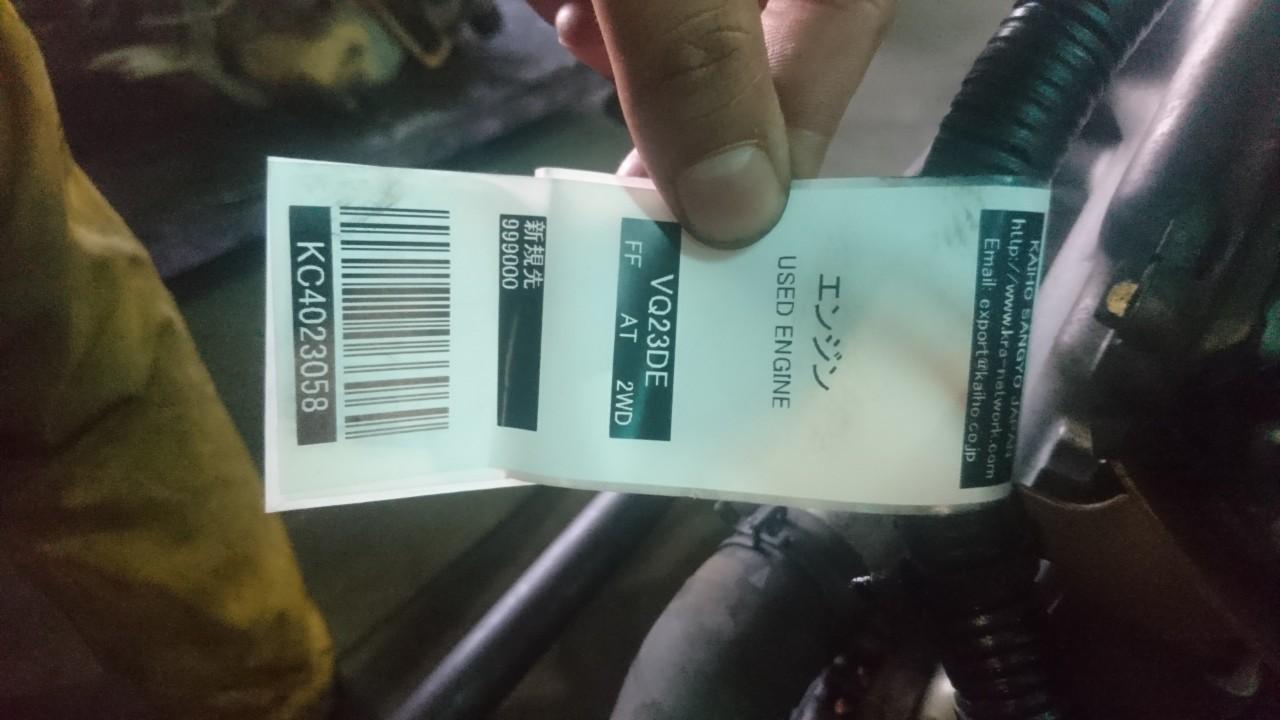 KAIHO SANGYO JAPAN
http://www.kra-network.com
Email: export@kaiho.co.jp
エンジン
USED ENGINE
VQ23DE
FF AT 2WD
新規先
999000
KC4023058